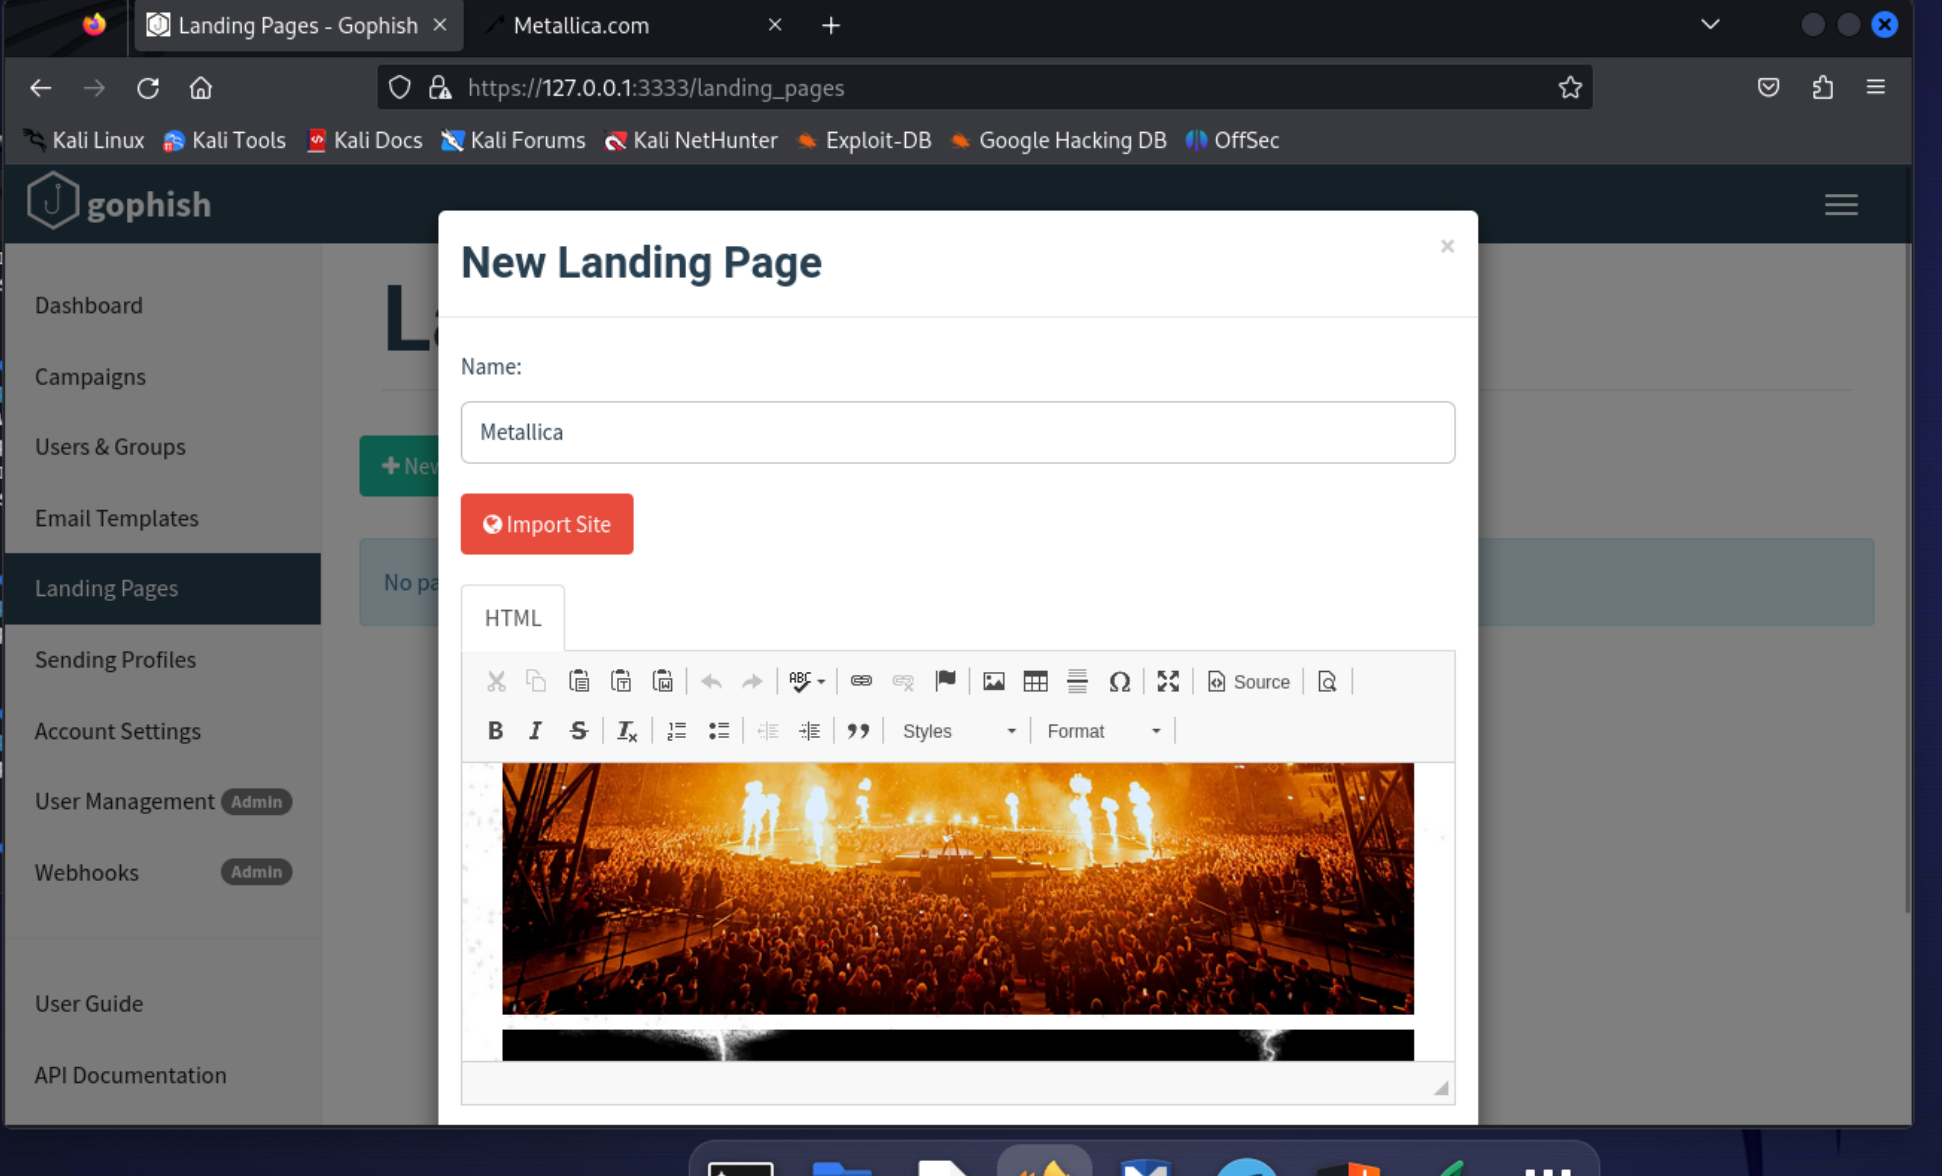 Landing Pages - Gophish
Metallica.com
https://127.0.0.1:3333/landing_pages
Kali Linux
Kali Tools
Kali Docs
Kali Forums
Kali NetHunter
Exploit-DB
Google Hacking DB
OffSec
gophish
Dashboard
Campaigns
Users & Groups
Email Templates
Landing Pages
Sending Profiles
Account Settings
User Management Admin
Webhooks Admin
User Guide
API Documentation
New Landing Page
Name:
Metallica
Import Site
HTML
ABC
Source
B I S
Styles
Format
No pa